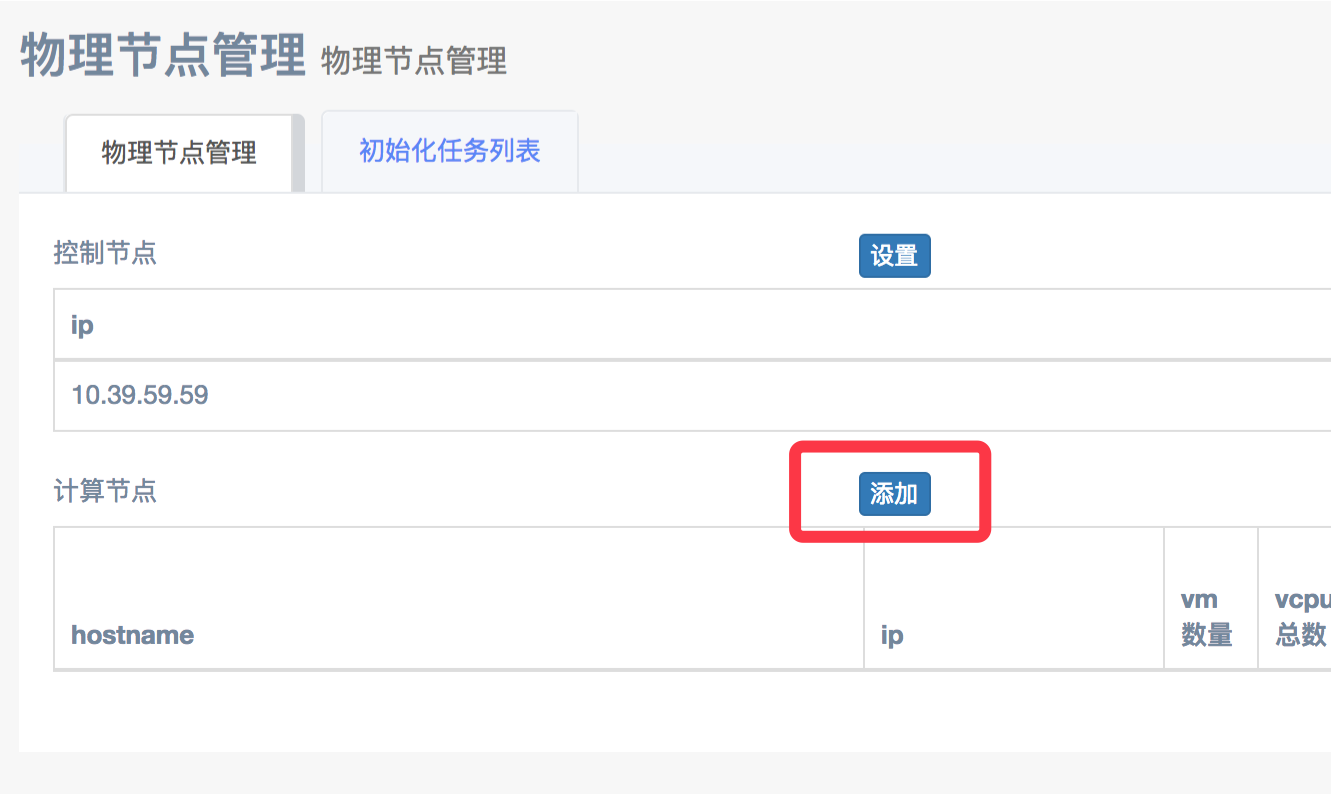 物理节点管理 物理节点管理
物理节点管理 初始化任务列表
控制节点 设置
ip
10.39.59.59
计算节点 添加
hostname ip vm 数量 vcpu 总数